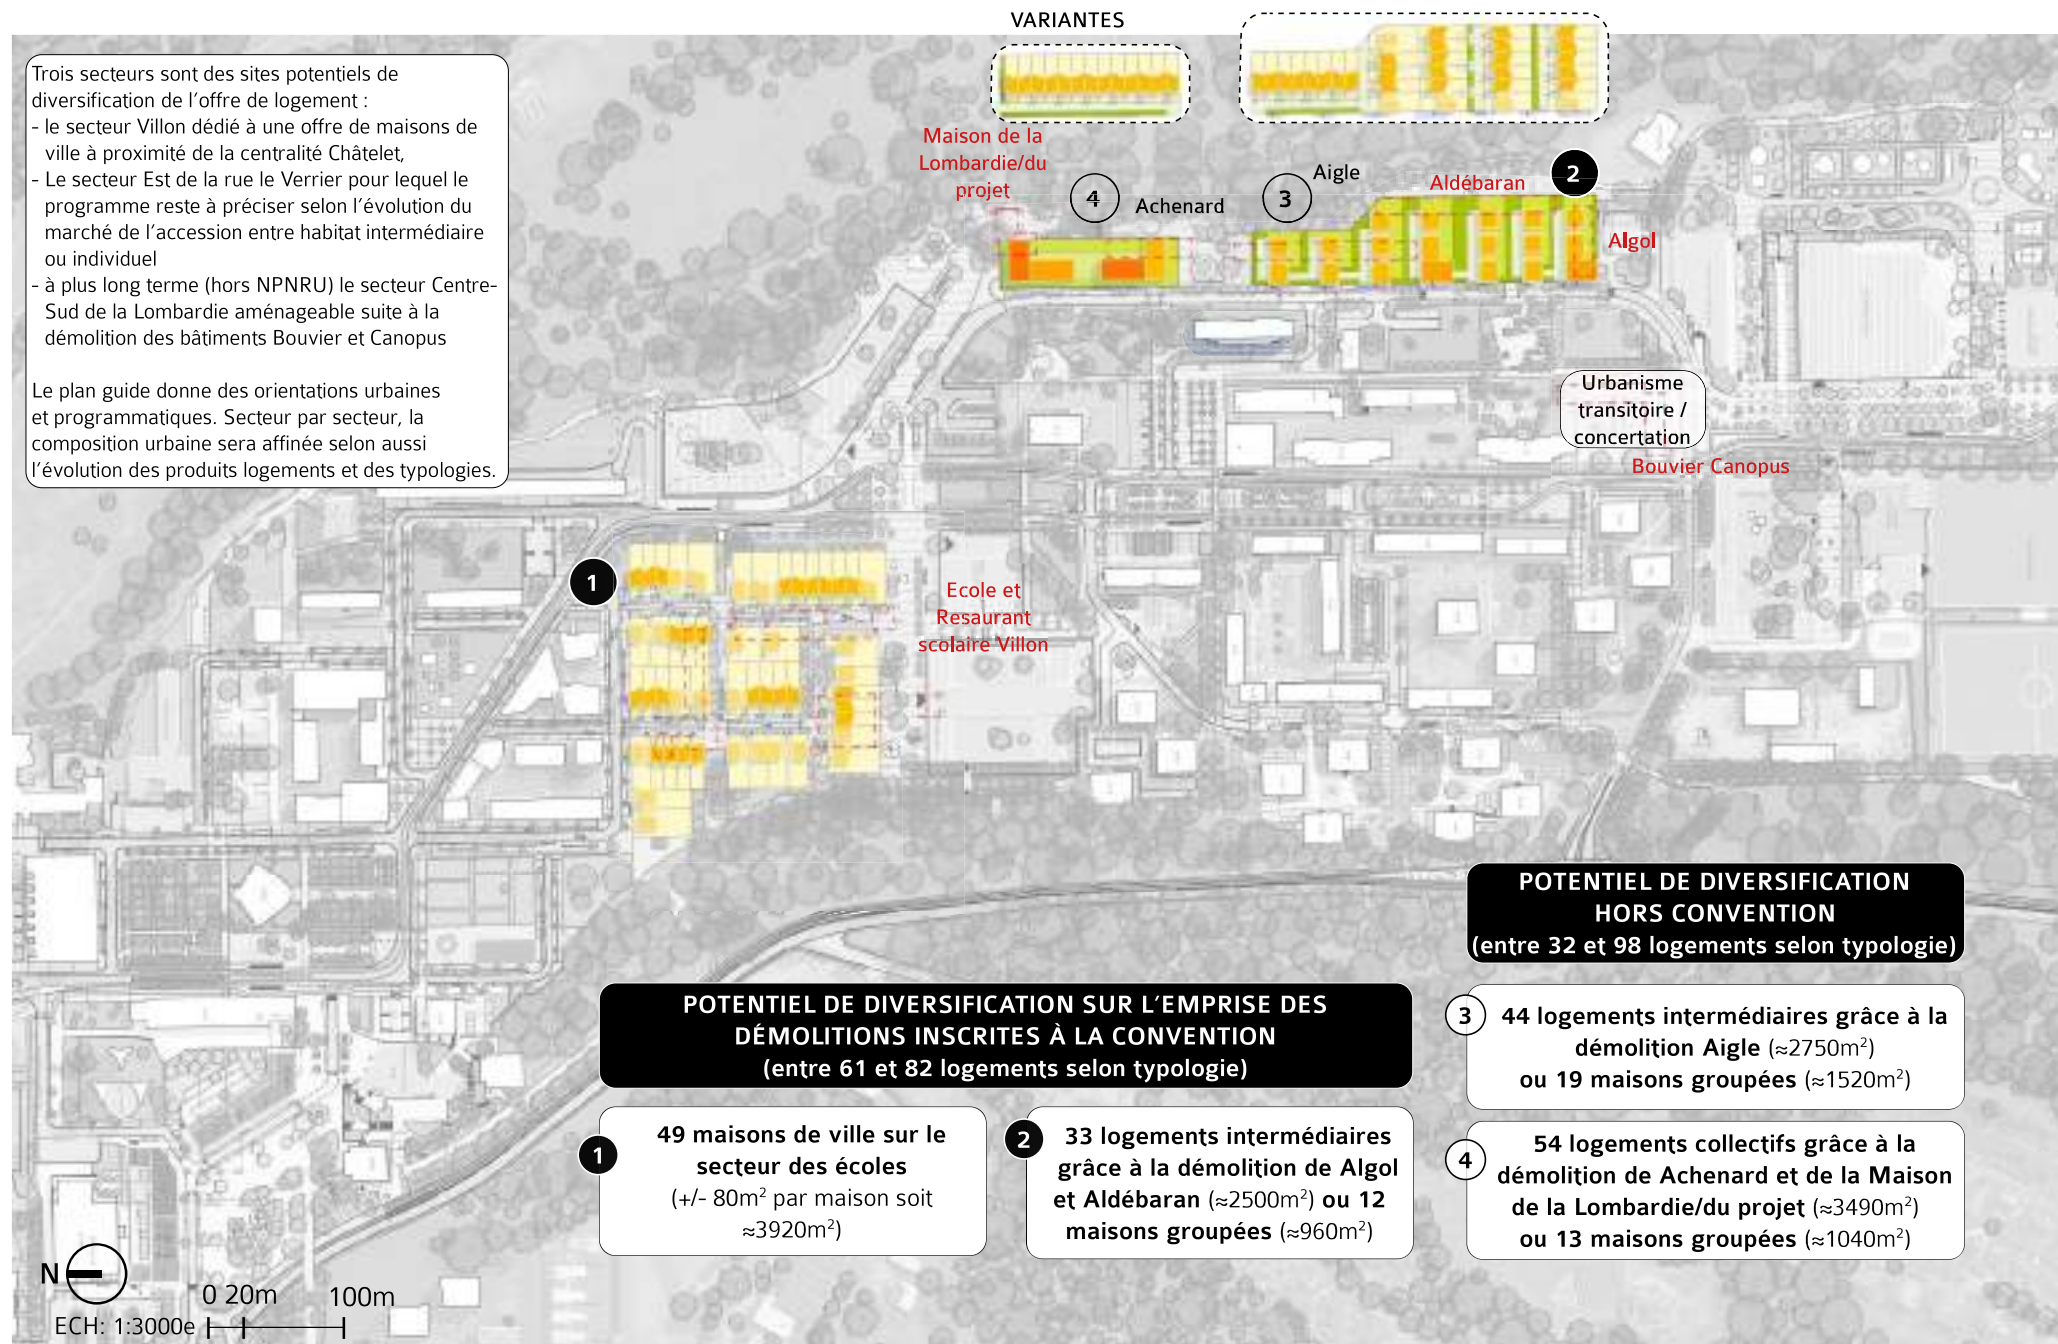 VARIANTES
Trois secteurs sont des sites potentiels de
diversification de l'offre de logement :
- le secteur Villon dédié à une offre de maisons de
ville à proximité de la centralité Châtelet,
- Le secteur Est de la rue le Verrier pour lequel le
programme reste à préciser selon l'évolution du
marché de l'accession entre habitat intermédiaire
ou individuel
- à plus long terme (hors NPNRU) le secteur Centre-
Sud de la Lombardie aménageable suite à la
démolition des bâtiments Bouvier et Canopus
Le plan guide donne des orientations urbaines
et programmatiques. Secteur par secteur, la
composition urbaine sera affinée selon aussi
l'évolution des produits logements et des typologies.
Maison de la
Lombardie/du
projet
4
Achenard
3
Aigle
Aldébaran
2
Algol
Urbanisme
transitoire /
concertation
Bouvier Canopus
1
Ecole et
Resaurant
scolaire Villon
POTENTIEL DE DIVERSIFICATION SUR L'EMPRISE DES
DÉMOLITIONS INSCRITES À LA CONVENTION
(entre 61 et 82 logements selon typologie)
1
49 maisons de ville sur le
secteur des écoles
(+/- 80m² par maison soit
≈3920m²)
2
33 logements intermédiaires
grâce à la démolition de Algol
et Aldébaran (≈2500m²) ou 12
maisons groupées (≈960m²)
POTENTIEL DE DIVERSIFICATION
HORS CONVENTION
(entre 32 et 98 logements selon typologie)
3
44 logements intermédiaires grâce à la
démolition Aigle (≈2750m²)
ou 19 maisons groupées (≈1520m²)
4
54 logements collectifs grâce à la
démolition de Achenard et de la Maison
de la Lombardie/du projet (≈3490m²)
ou 13 maisons groupées (≈1040m²)
N
0 20m 100m
ECH: 1:3000e